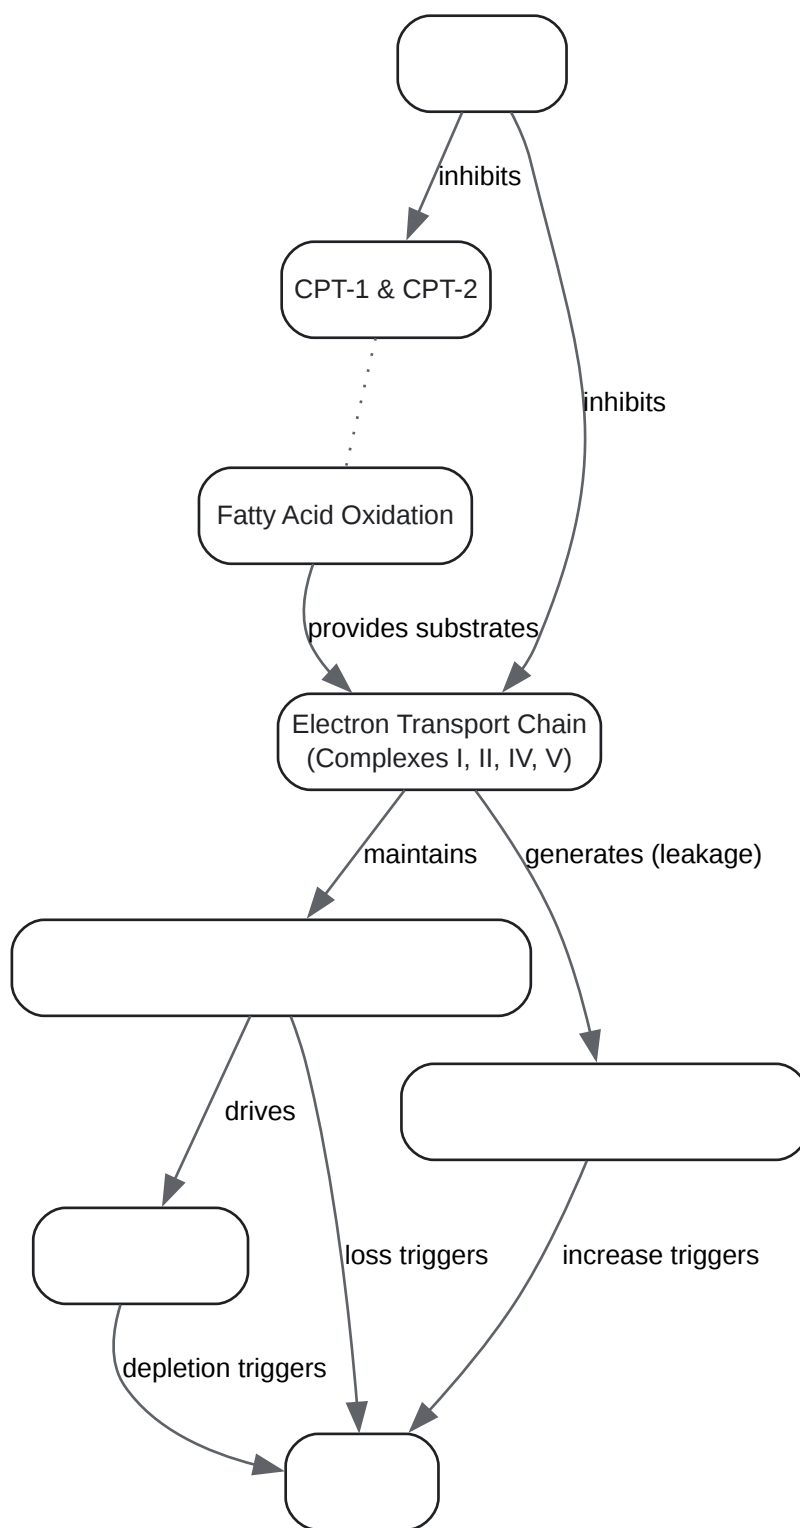 inhibits
CPT-1 & CPT-2
inhibits
Fatty Acid Oxidation
provides substrates
Electron Transport Chain
(Complexes I, II, IV, V)
maintains
generates (leakage)
drives
loss triggers
increase triggers
depletion triggers